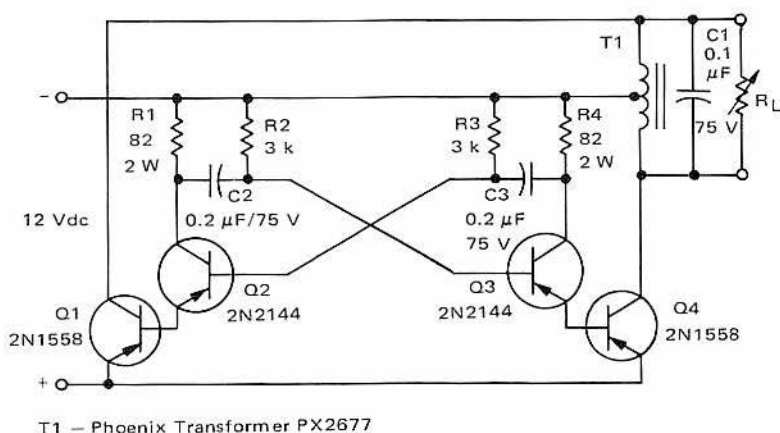 T1
C1
0.1
μF
75 V
RL
−
R1
82
2 W
R2
3 k
R3
3 k
R4
82
2 W
C2
0.2 μF/75 V
C3
0.2 μF
75 V
12 Vdc
Q1
2N1558
Q2
2N2144
Q3
2N2144
Q4
2N1558
+
T1 — Phoenix Transformer PX2677